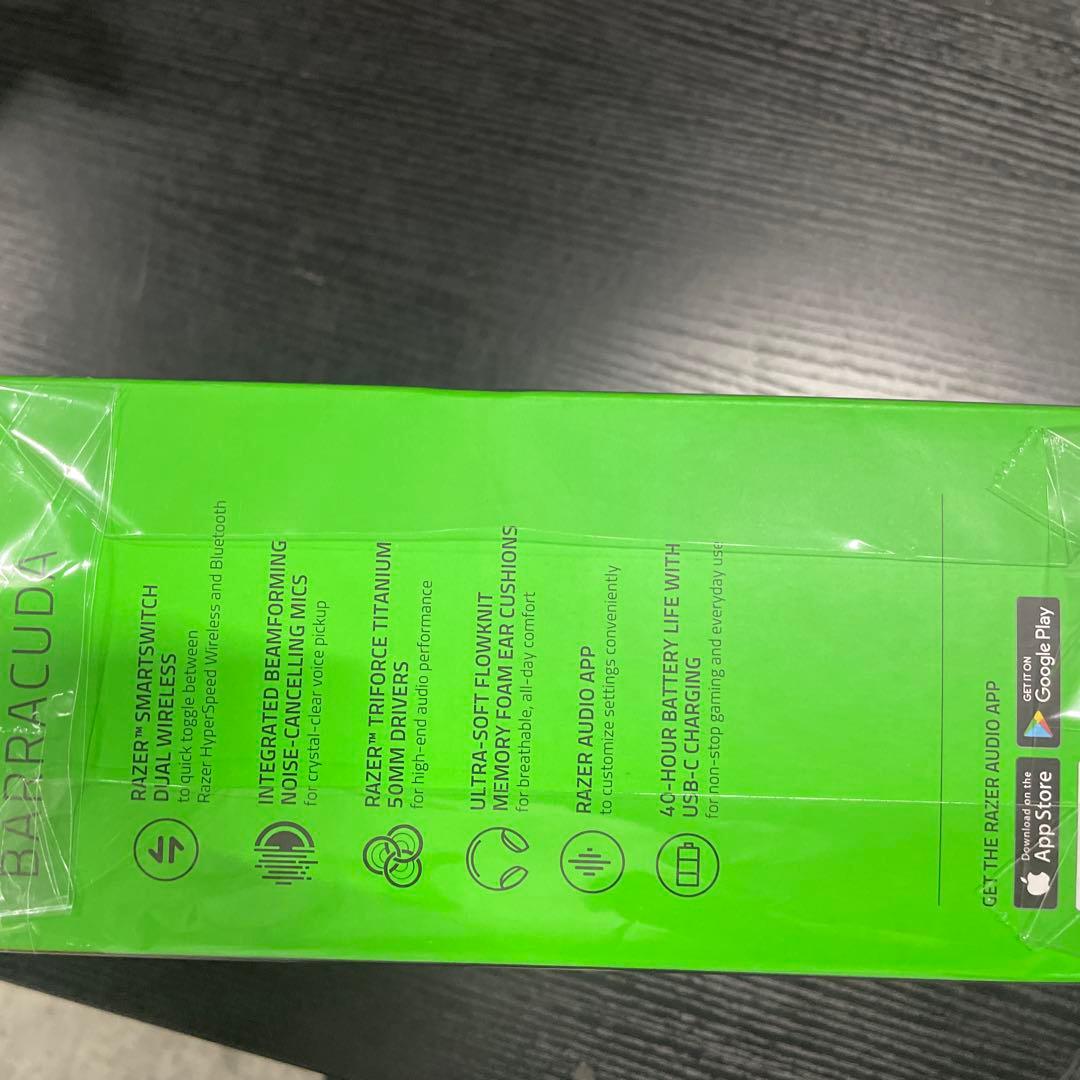 BARRACUDA
RAZER™ SMARTSWITCH
DUAL WIRELESS
to quick toggle between
Razer HyperSpeed Wireless and Bluetooth
INTEGRATED BEAMFORMING
NOISE-CANCELLING MICS
for crystal-clear voice pickup
RAZER™ TRIFORCE TITANIUM
50MM DRIVERS
for high-end audio performance
ULTRA-SOFT FLOWKNIT
MEMORY FOAM EAR CUSHIONS
for breathable, all-day comfort
RAZER AUDIO APP
to customize settings conveniently
40-HOUR BATTERY LIFE WITH
USB-C CHARGING
for non-stop gaming and everyday use
GET THE RAZER AUDIO APP
Download on the
App Store
GET IT ON
Google Play